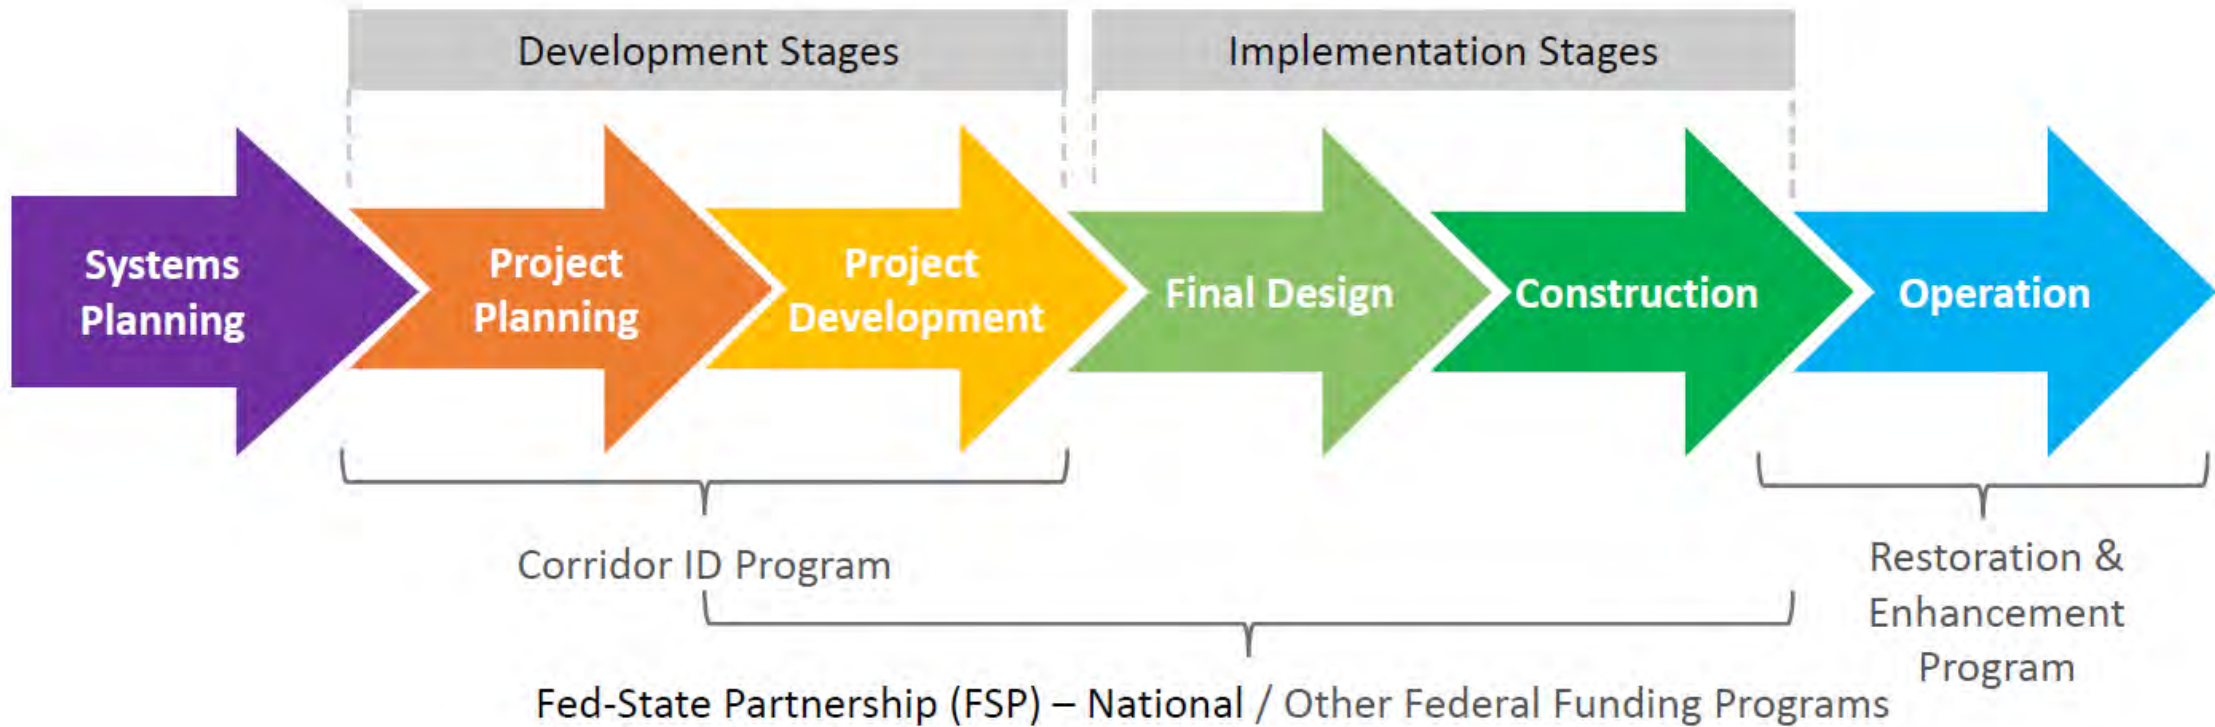 Development Stages
Implementation Stages
Systems
Planning
Project
Planning
Project
Development
Final Design
Construction
Operation
Corridor ID Program
Restoration &
Enhancement
Program
Fed-State Partnership (FSP) – National / Other Federal Funding Programs